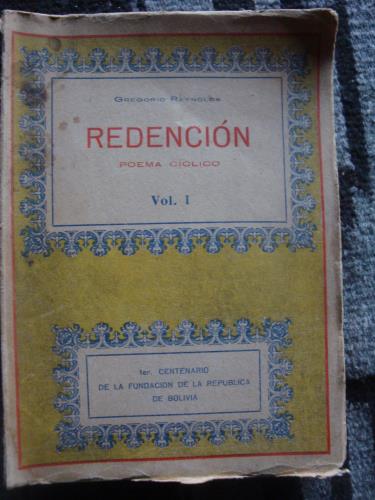 GREGORIO REYNOLDS
REDENCIÓN
POEMA CÍCLICO
Vol. I
1er. CENTENARIO
DE LA FUNDACION DE LA REPUBLICA
DE BOLIVIA